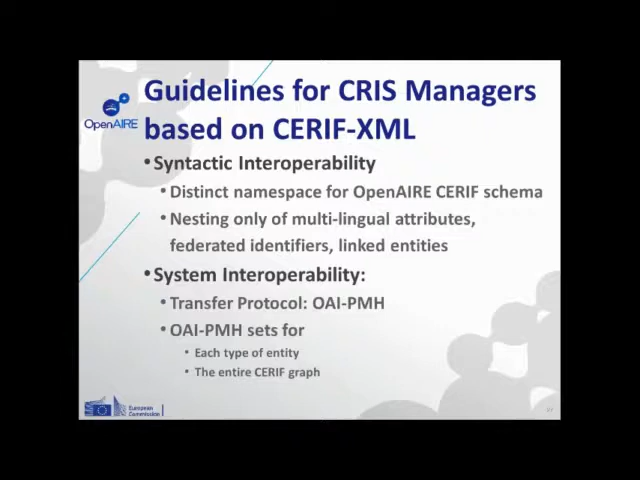 OpenAIRE
Guidelines for CRIS Managers
based on CERIF-XML
•Syntactic Interoperability
•Distinct namespace for OpenAIRE CERIF schema
•Nesting only of multi-lingual attributes,
federated identifiers, linked entities
•System Interoperability:
•Transfer Protocol: OAI-PMH
•OAI-PMH sets for
•Each type of entity
•The entire CERIF graph
European
Commission